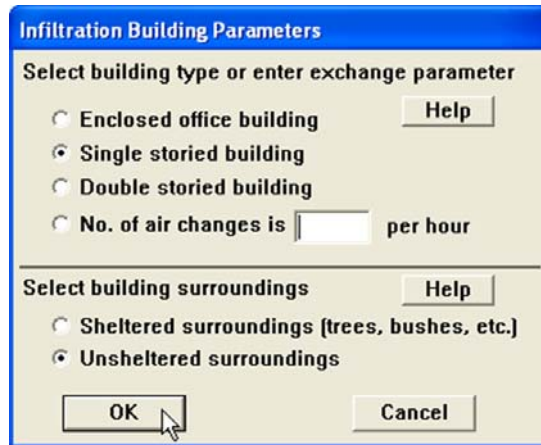 Infiltration Building Parameters
Select building type or enter exchange parameter
Help
Enclosed office building
Single storied building
Double storied building
No. of air changes is per hour
Select building surroundings
Help
Sheltered surroundings (trees, bushes, etc.)
Unsheltered surroundings
OK
Cancel